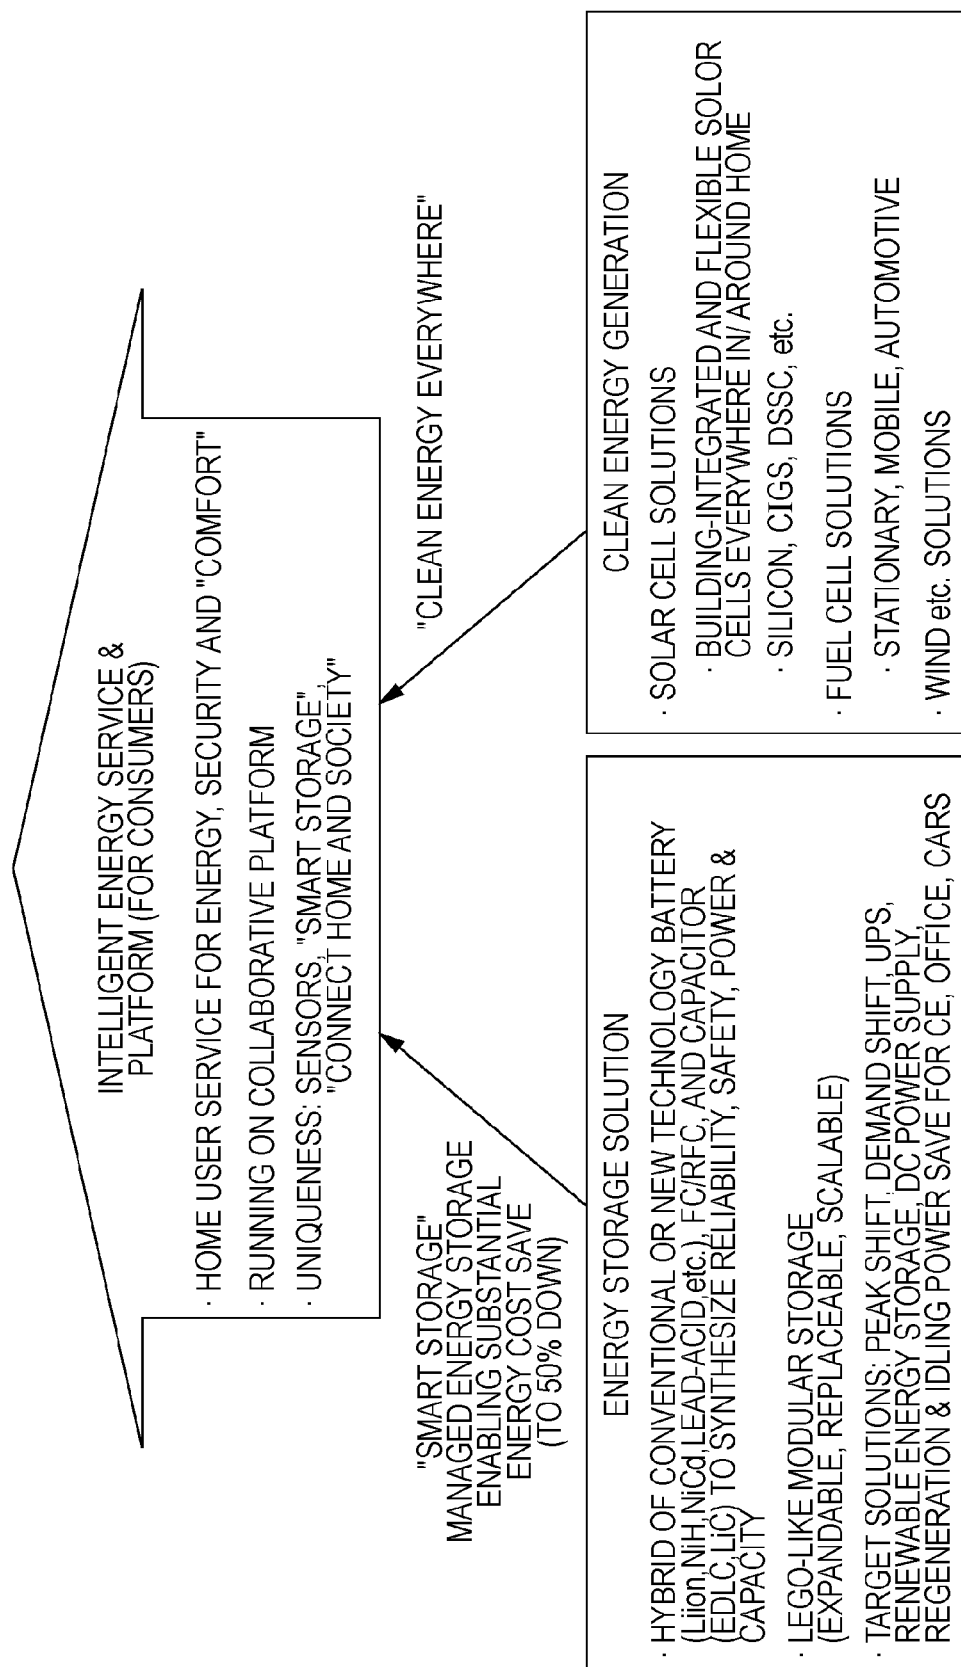 INTELLIGENT ENERGY SERVICE &
PLATFORM (FOR CONSUMERS)
· HOME USER SERVICE FOR ENERGY, SECURITY AND "COMFORT"
· RUNNING ON COLLABORATIVE PLATFORM
· UNIQUENESS: SENSORS, "SMART STORAGE",
"CONNECT HOME AND SOCIETY"
"SMART STORAGE"
MANAGED ENERGY STORAGE
ENABLING SUBSTANTIAL
ENERGY COST SAVE
(TO 50% DOWN)
"CLEAN ENERGY EVERYWHERE"
ENERGY STORAGE SOLUTION
· HYBRID OF CONVENTIONAL OR NEW TECHNOLOGY BATTERY
(Liion,NiH,NiCd,LEAD-ACID,etc.), FC/RFC, AND CAPACITOR
(EDLC,LiC) TO SYNTHESIZE RELIABILITY, SAFETY, POWER &
CAPACITY
· LEGO-LIKE MODULAR STORAGE
(EXPANDABLE, REPLACEABLE, SCALABLE)
· TARGET SOLUTIONS: PEAK SHIFT, DEMAND SHIFT, UPS,
RENEWABLE ENERGY STORAGE, DC POWER SUPPLY,
REGENERATION & IDLING POWER SAVE FOR CE, OFFICE, CARS
CLEAN ENERGY GENERATION
· SOLAR CELL SOLUTIONS
· BUILDING-INTEGRATED AND FLEXIBLE SOLOR
CELLS EVERYWHERE IN/ AROUND HOME
· SILICON, CIGS, DSSC, etc.
· FUEL CELL SOLUTIONS
· STATIONARY, MOBILE, AUTOMOTIVE
· WIND etc. SOLUTIONS